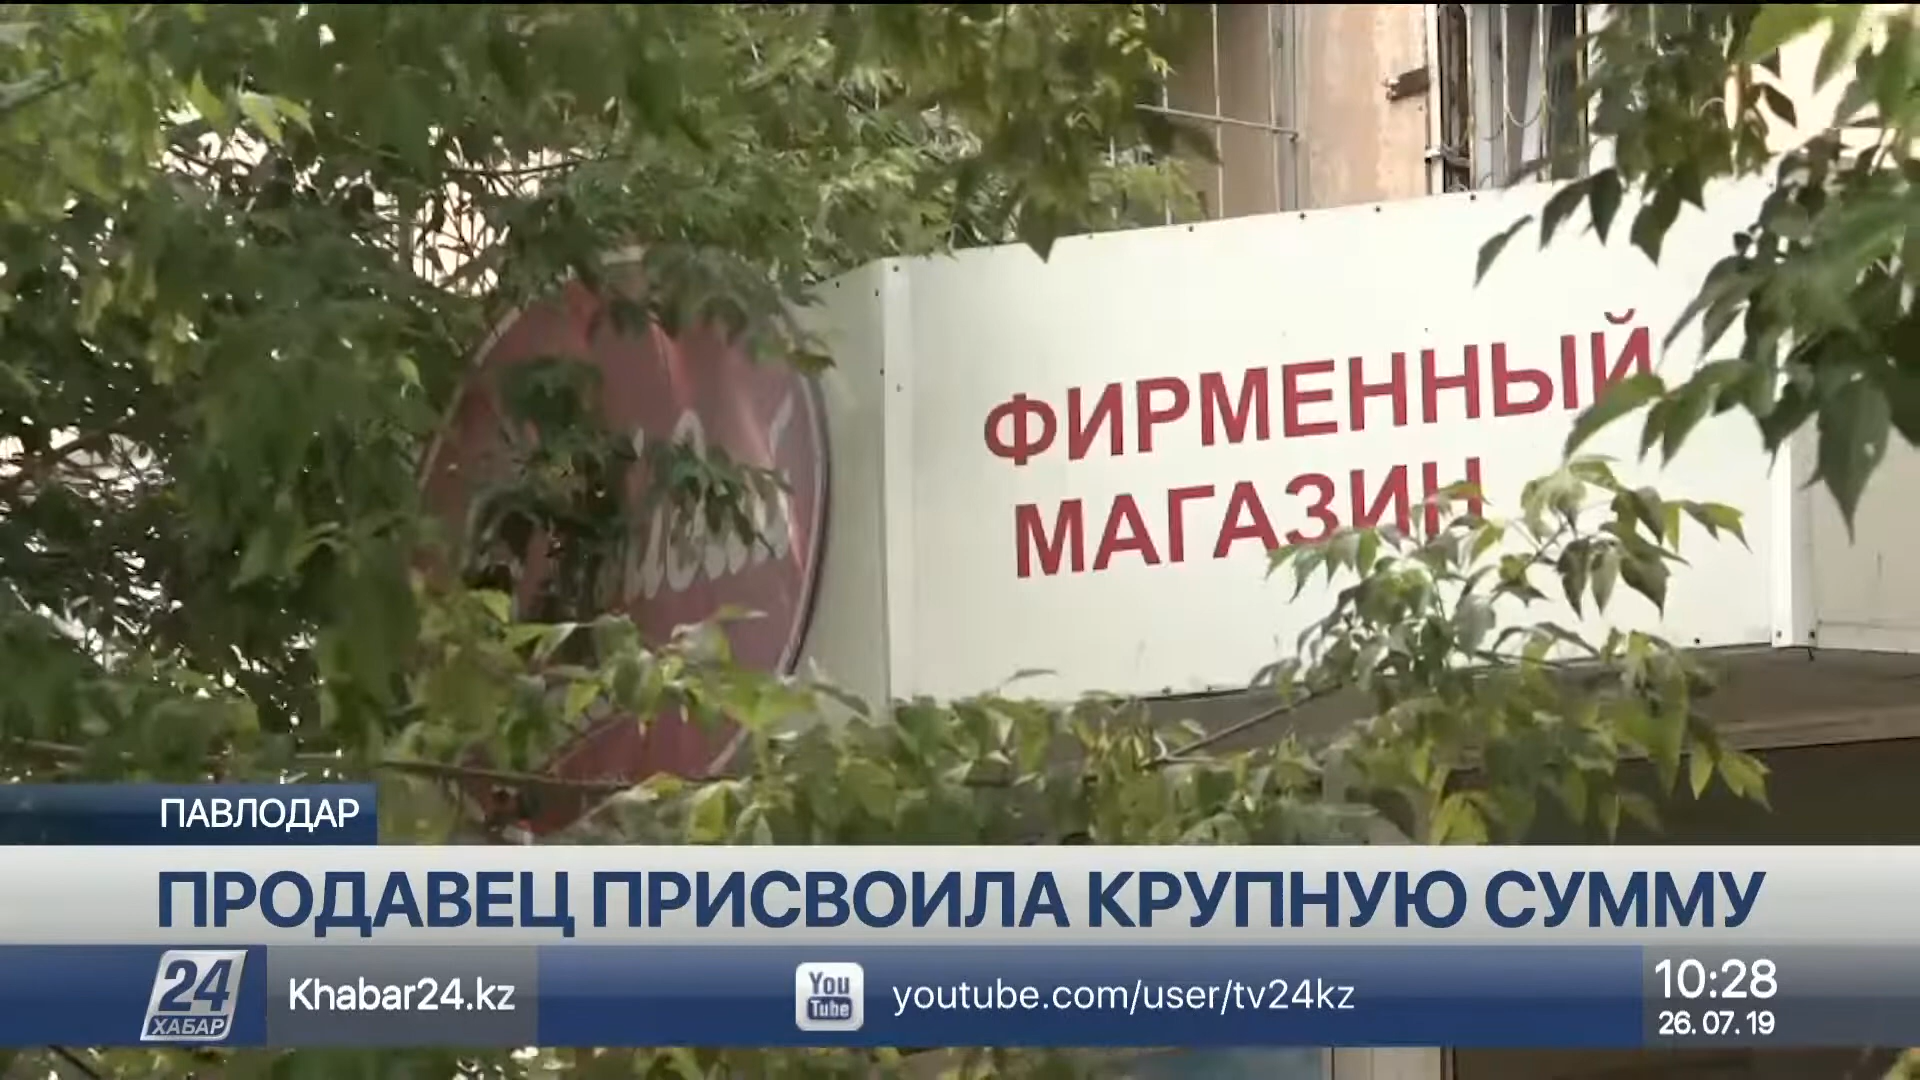 ФИРМЕННЫЙ
МАГАЗИН
ПАВЛОДАР
ПРОДАВЕЦ ПРИСВОИЛА КРУПНУЮ СУММУ
24
ХАБАР
Khabar24.kz
You
Tube
youtube.com/user/tv24kz
10:28
26. 07. 19